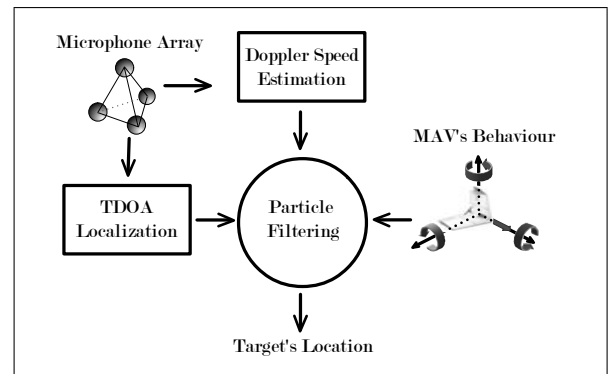 Microphone Array
Doppler Speed
Estimation
MAV's Behaviour
TDOA
Localization
Particle
Filtering
Target's Location